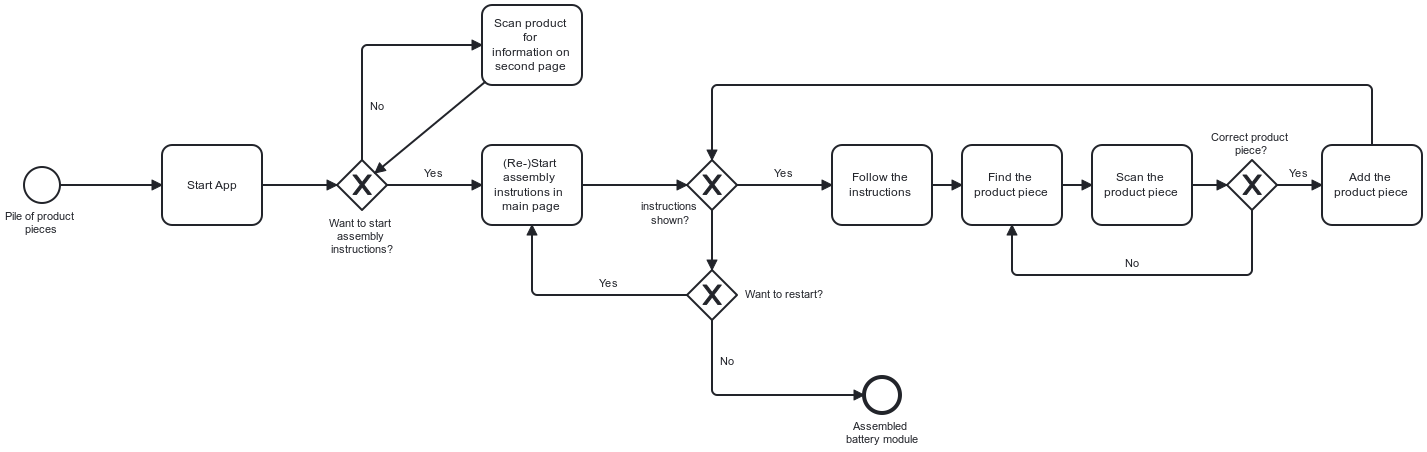 Scan product
for
information on
second page
No
Pile of product
pieces
Start App
Want to start
assembly
instructions?
Yes
(Re-)Start
assembly
instrutions in
main page
instructions
shown?
Yes
Follow the
instructions
Find the
product piece
Scan the
product piece
Correct product
piece?
Yes
Add the
product piece
No
Yes
Want to restart?
No
Assembled
battery module